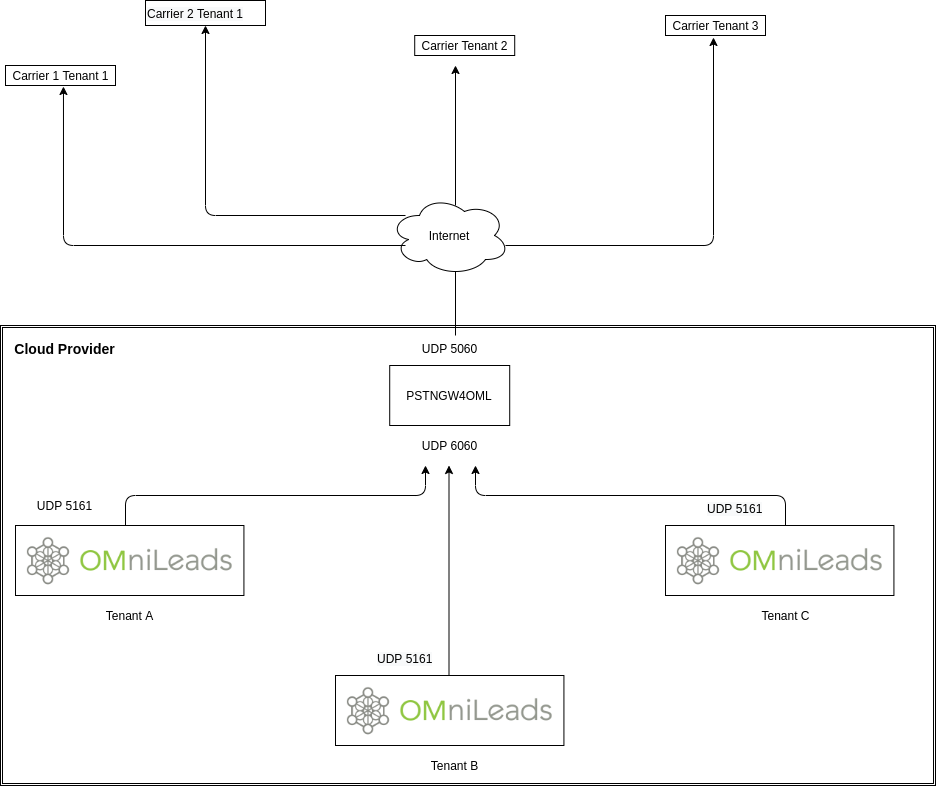 Carrier 2 Tenant 1
Carrier Tenant 3
Carrier Tenant 2
Carrier 1 Tenant 1
Internet
Cloud Provider
UDP 5060
PSTNGW4OML
UDP 6060
UDP 5161
OMniLeads
Tenant A
UDP 5161
OMniLeads
Tenant C
UDP 5161
OMniLeads
Tenant B